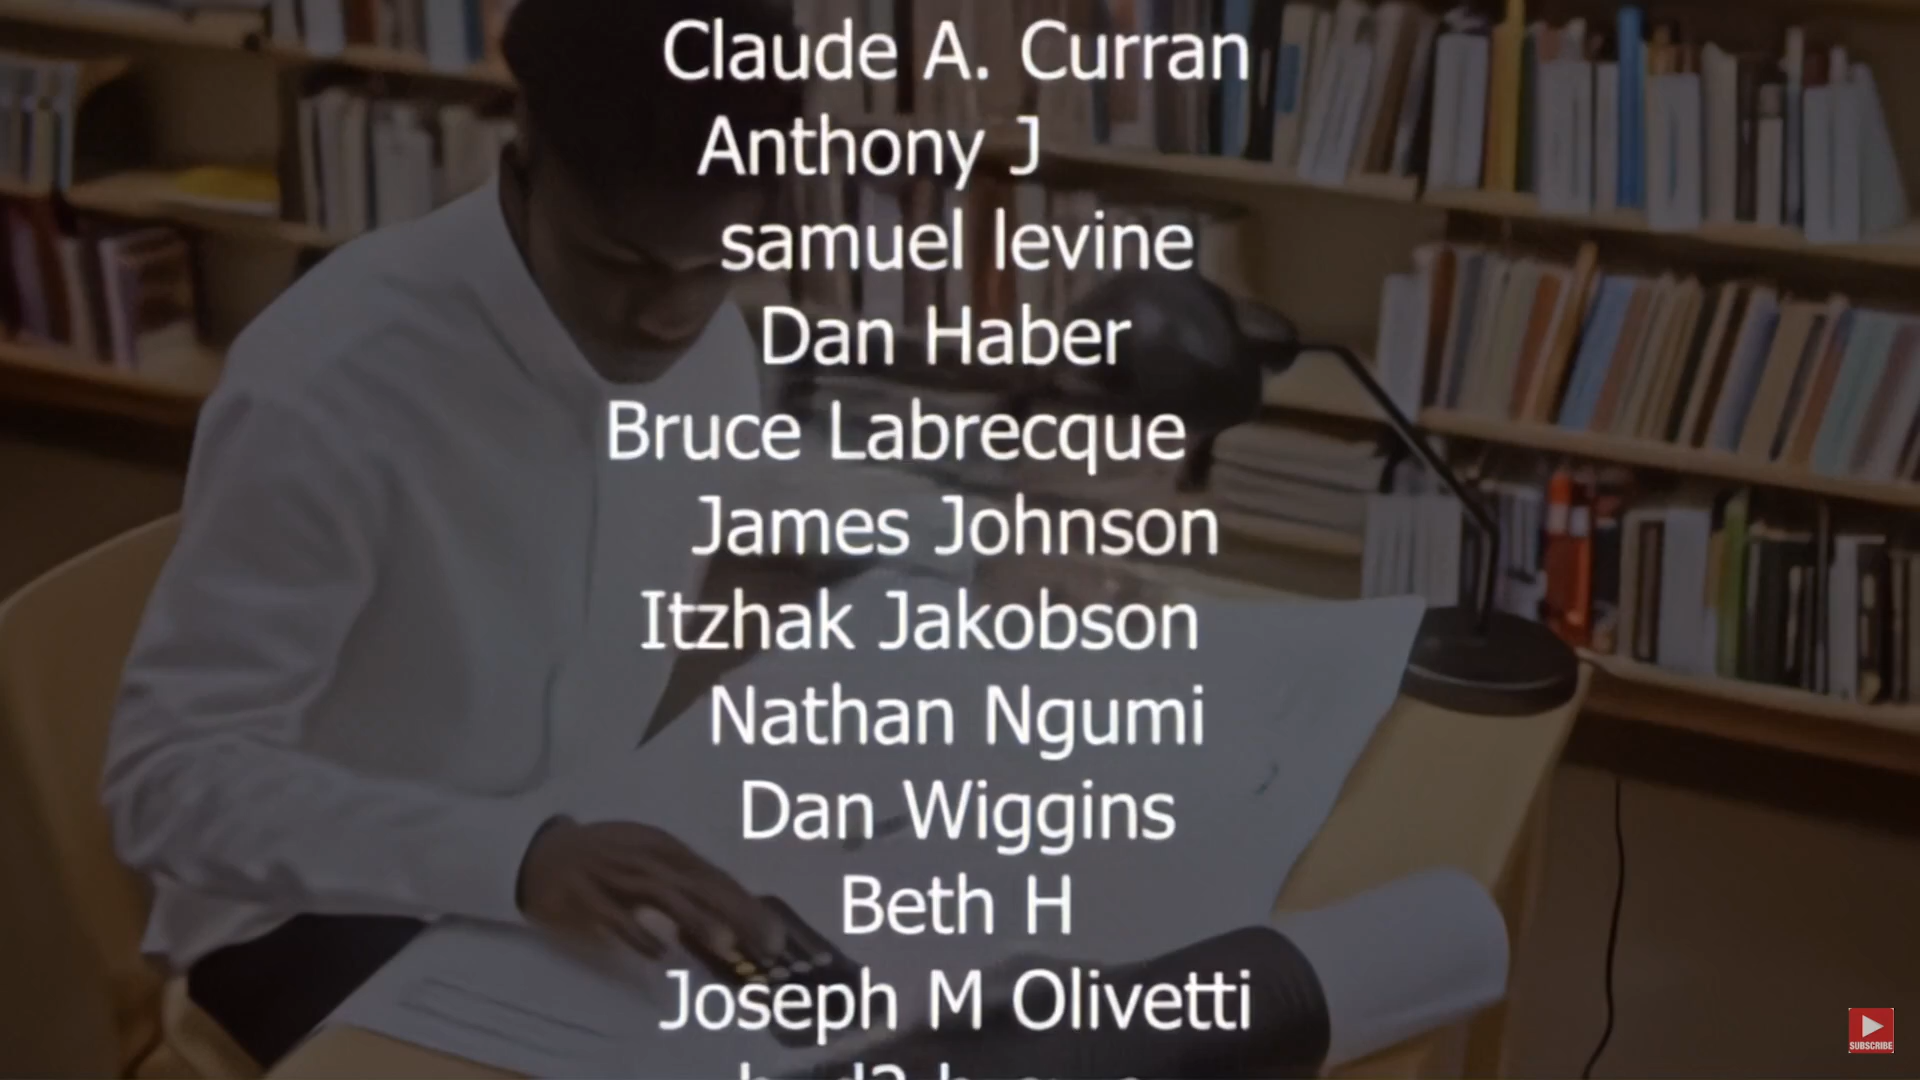 Claude A. Curran
Anthony J
samuel levine
Dan Haber
Bruce Labrecque
James Johnson
Itzhak Jakobson
Nathan Ngumi
Dan Wiggins
Beth H
Joseph M Olivetti
SUBSCRIBE